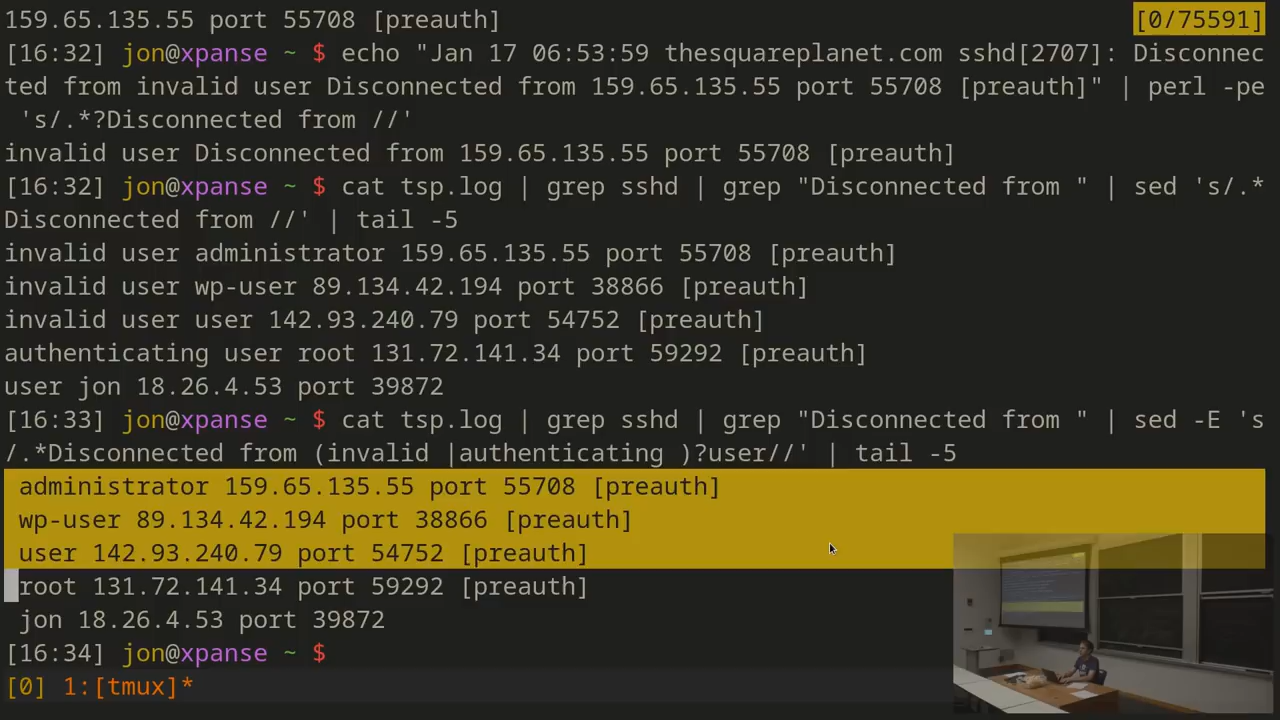 159.65.135.55 port 55708 [preauth] [0/75591]
[16:32] jon@xpanse ~ $ echo "Jan 17 06:53:59 thesquareplanet.com sshd[2707]: Disconnec
ted from invalid user Disconnected from 159.65.135.55 port 55708 [preauth]" | perl -pe
 's/.*?Disconnected from //'
invalid user Disconnected from 159.65.135.55 port 55708 [preauth]
[16:32] jon@xpanse ~ $ cat tsp.log | grep sshd | grep "Disconnected from " | sed 's/.*
Disconnected from //' | tail -5
invalid user administrator 159.65.135.55 port 55708 [preauth]
invalid user wp-user 89.134.42.194 port 38866 [preauth]
invalid user user 142.93.240.79 port 54752 [preauth]
authenticating user root 131.72.141.34 port 59292 [preauth]
user jon 18.26.4.53 port 39872
[16:33] jon@xpanse ~ $ cat tsp.log | grep sshd | grep "Disconnected from " | sed -E 's
/.*Disconnected from (invalid |authenticating )?user//' | tail -5
 administrator 159.65.135.55 port 55708 [preauth]
 wp-user 89.134.42.194 port 38866 [preauth]
 user 142.93.240.79 port 54752 [preauth]
 root 131.72.141.34 port 59292 [preauth]
 jon 18.26.4.53 port 39872
[16:34] jon@xpanse ~ $
[0] 1:[tmux]*